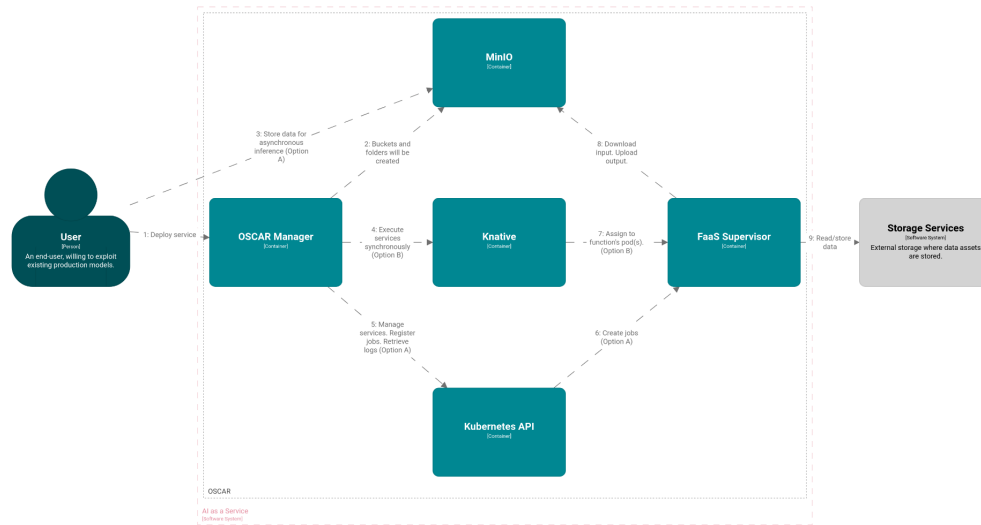 MinIO
[Container]
3: Store data for
asynchronous
inference (Option
A)
2: Buckets and
folders will be
created
8: Download
input. Upload
output.
User
[Person]
An end-user, willing to exploit
existing production models.
1: Deploy service
OSCAR Manager
[Container]
4: Execute
services
synchronously
(Option B)
Knative
[Container]
7: Assign to
function's pod(s).
(Option B)
FaaS Supervisor
[Container]
9: Read/store
data
Storage Services
[Software System]
External storage where data assets
are stored.
5: Manage
services. Register
jobs. Retrieve
logs (Option A)
6: Create jobs
(Option A)
Kubernetes API
[Container]
OSCAR
AI as a Service
[Software System]